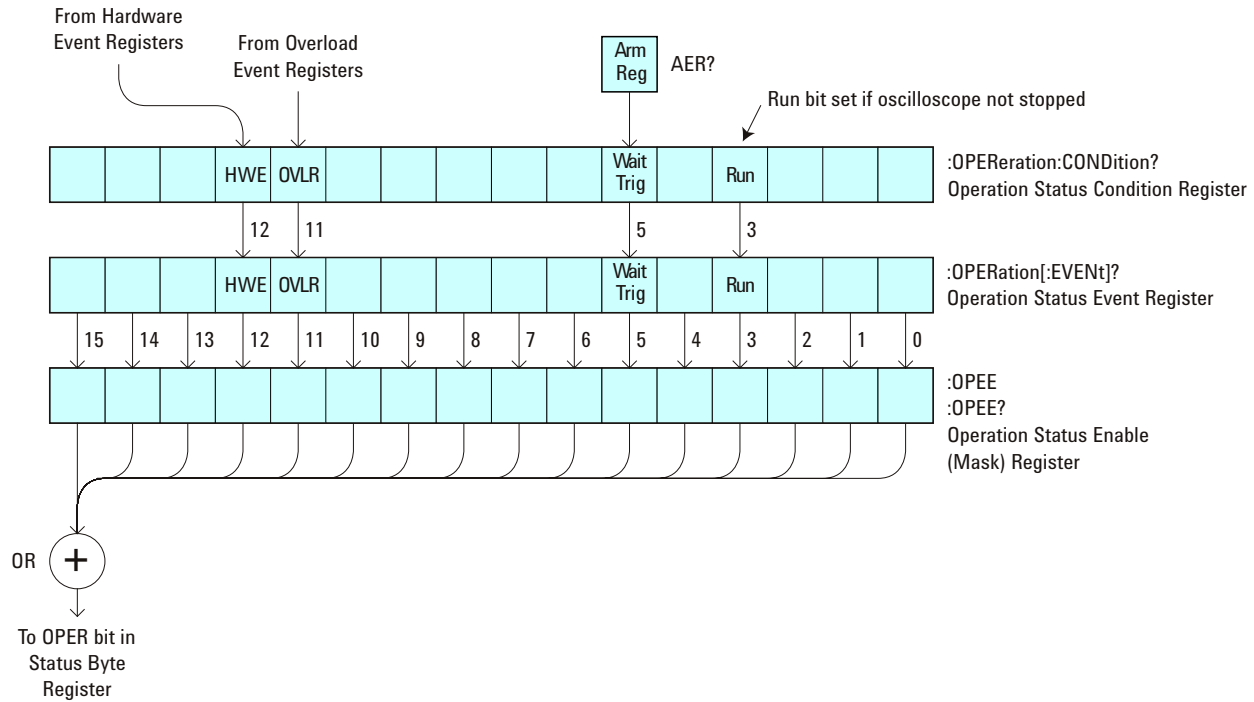 From Hardware
Event Registers
From Overload
Event Registers
Arm
Reg
AER?
Run bit set if oscilloscope not stopped
HWE
OVLR
Wait
Trig
Run
:OPEReration:CONDition?
Operation Status Condition Register
12
11
5
3
HWE
OVLR
Wait
Trig
Run
:OPERation[:EVENt]?
Operation Status Event Register
15
14
13
12
11
10
9
8
7
6
5
4
3
2
1
0
:OPEE
:OPEE?
Operation Status Enable
(Mask) Register
OR
+
To OPER bit in
Status Byte
Register